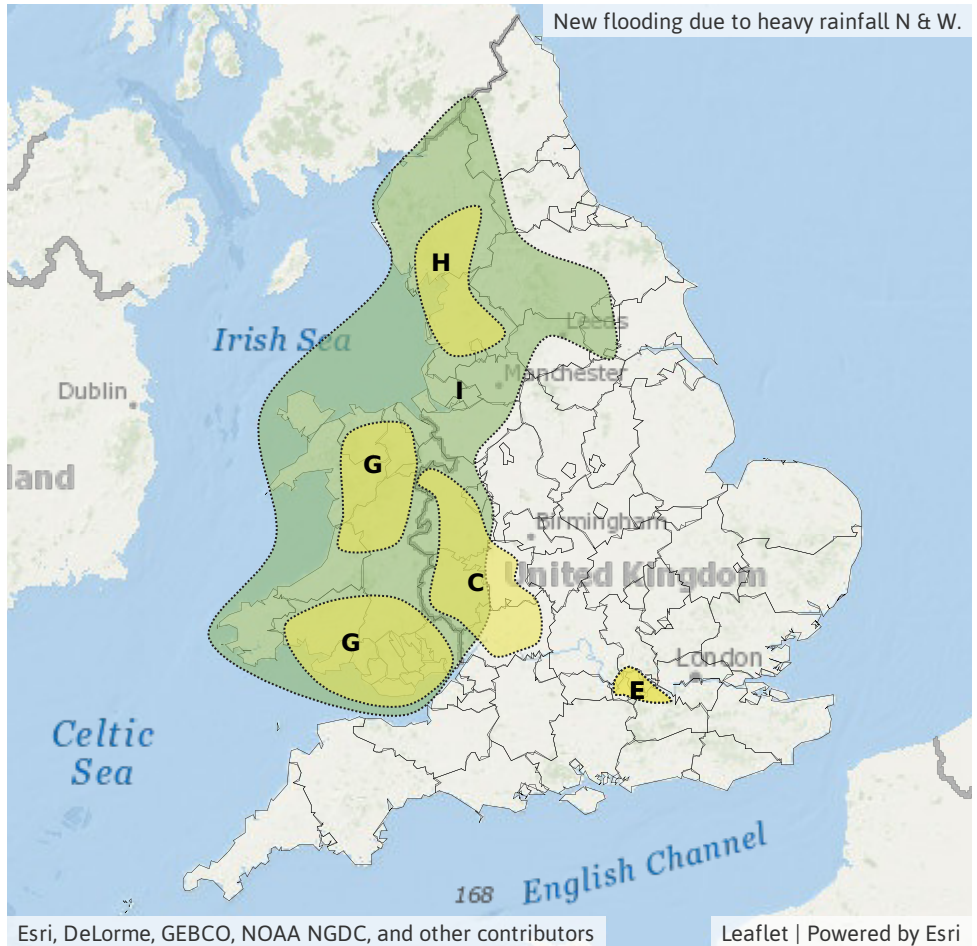 New flooding due to heavy rainfall N & W.
H
Leeds
Irish Sea
Manchester
I
Dublin
G
land
Birmingham
C
United Kingdom
G
London
E
Celtic
Sea
English Channel
168
Esri, DeLorme, GEBCO, NOAA NGDC, and other contributors
Leaflet | Powered by Esri